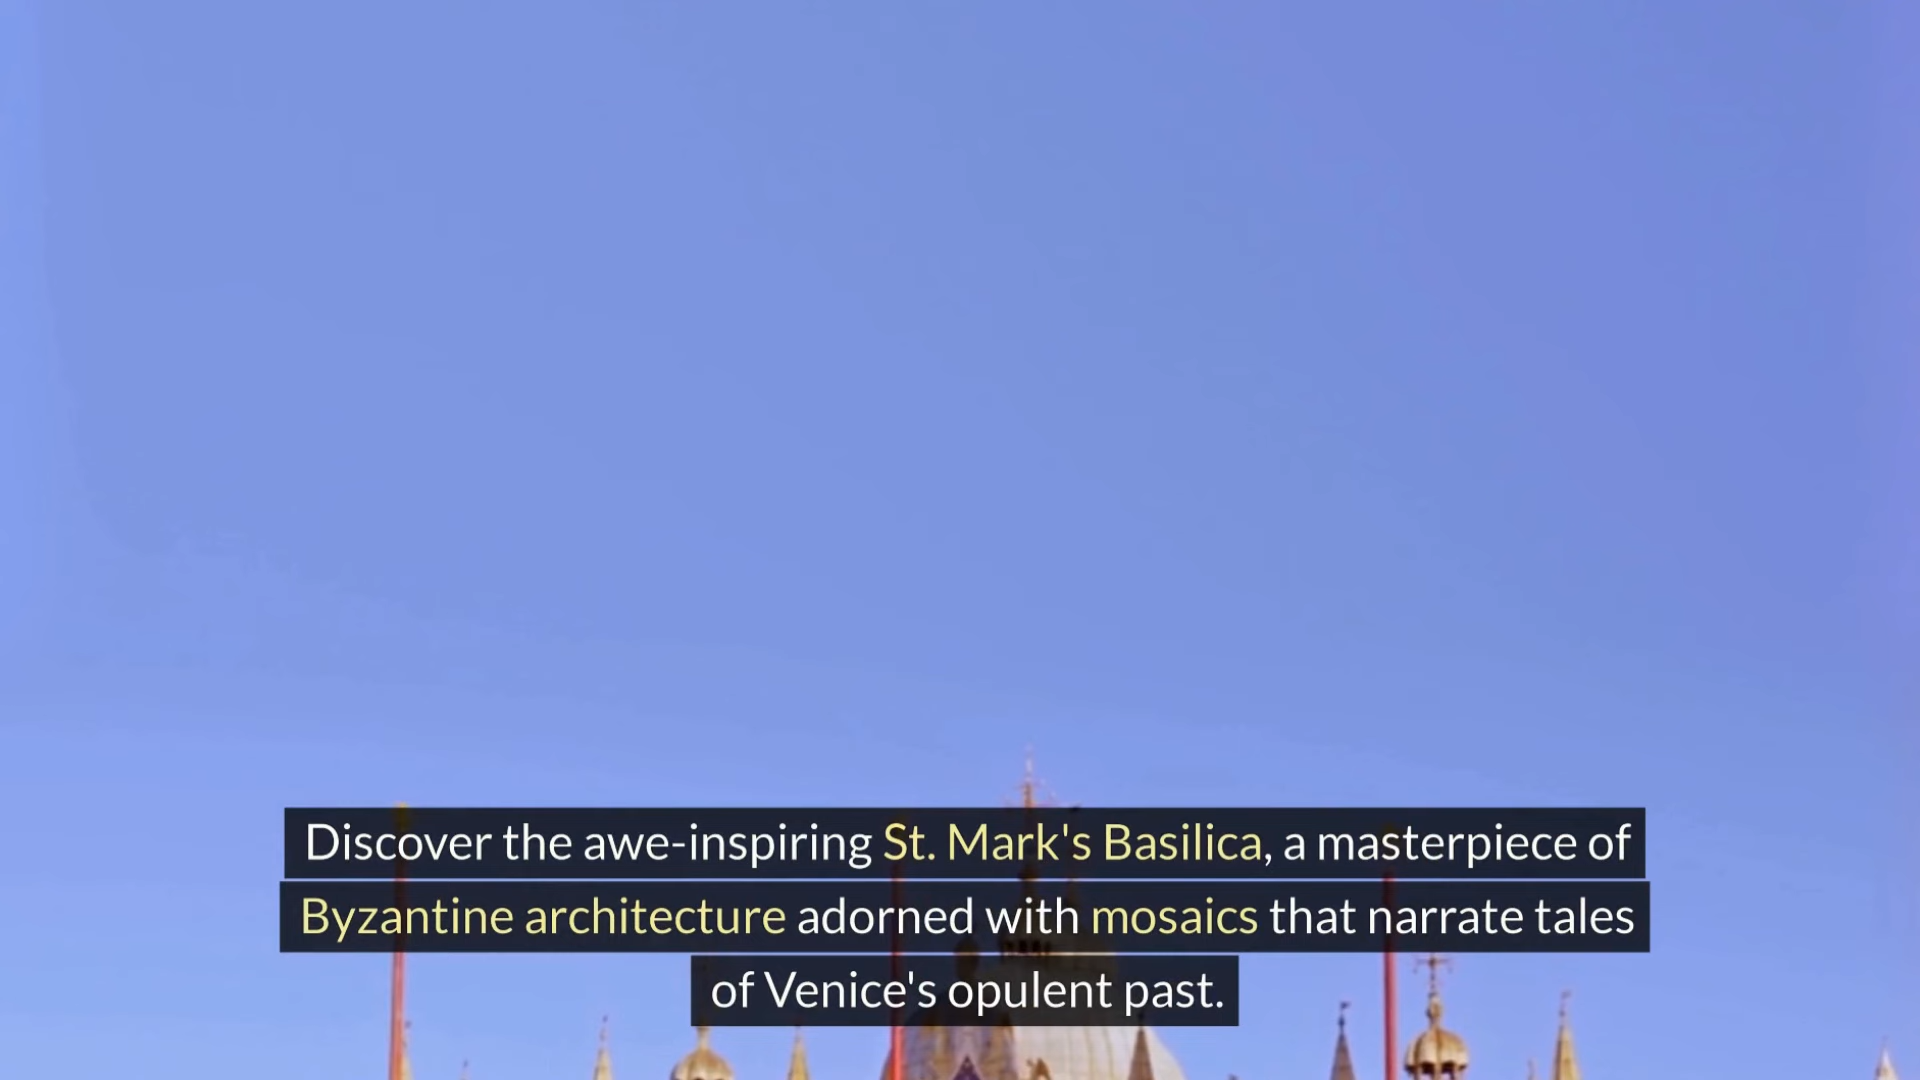 Discover the awe-inspiring St. Mark's Basilica, a masterpiece of
Byzantine architecture adorned with mosaics that narrate tales
of Venice's opulent past.